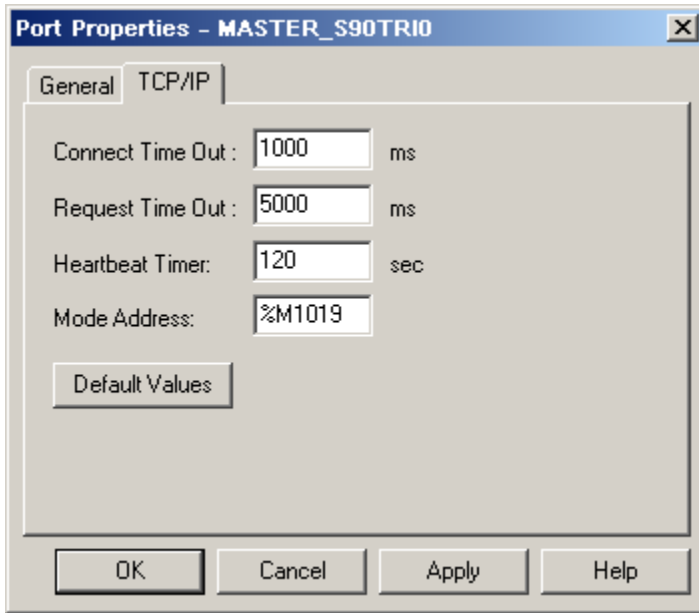 Port Properties - MASTER_S90TRI0
General TCP/IP
Connect Time Out : 1000 ms
Request Time Out : 5000 ms
Heartbeat Timer: 120 sec
Mode Address: %M1019
Default Values
OK Cancel Apply Help